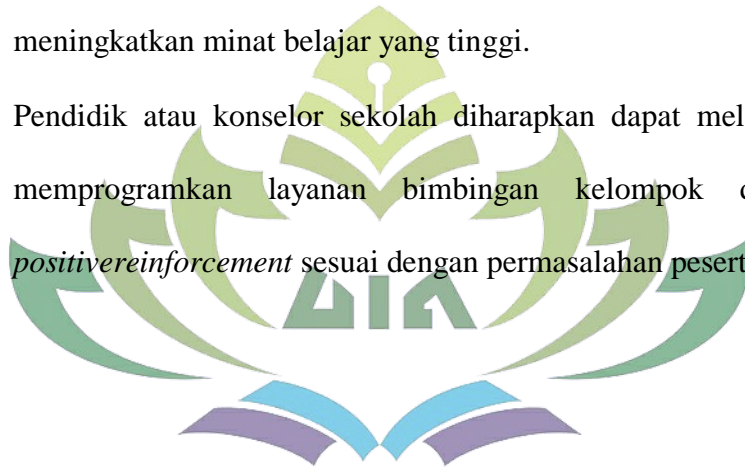 meningkatkan minat belajar yang tinggi.
Pendidik atau konselor sekolah diharapkan dapat mel
memprogramkan layanan bimbingan kelompok d
positivereinforcement sesuai dengan permasalahan pesert
UIN